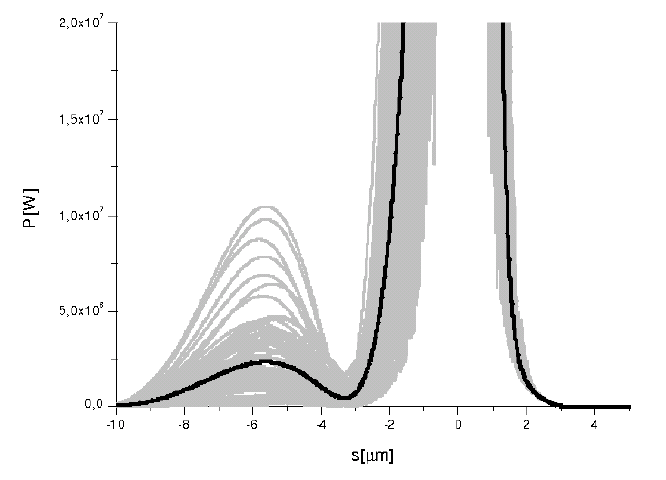 2,0x10⁷
1,5x10⁷
1,0x10⁷
5,0x10⁶
0,0
P[W]
-10 -8 -6 -4 -2 0 2 4
s[μm]